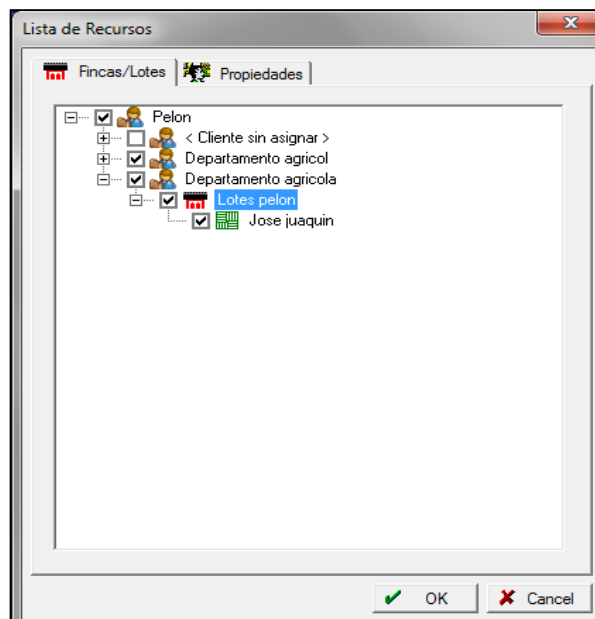 Lista de Recursos
Fincas/Lotes Propiedades
Pelon
< Cliente sin asignar >
Departamento agricol
Departamento agricola
Lotes pelon
Jose juaquin
OK Cancel